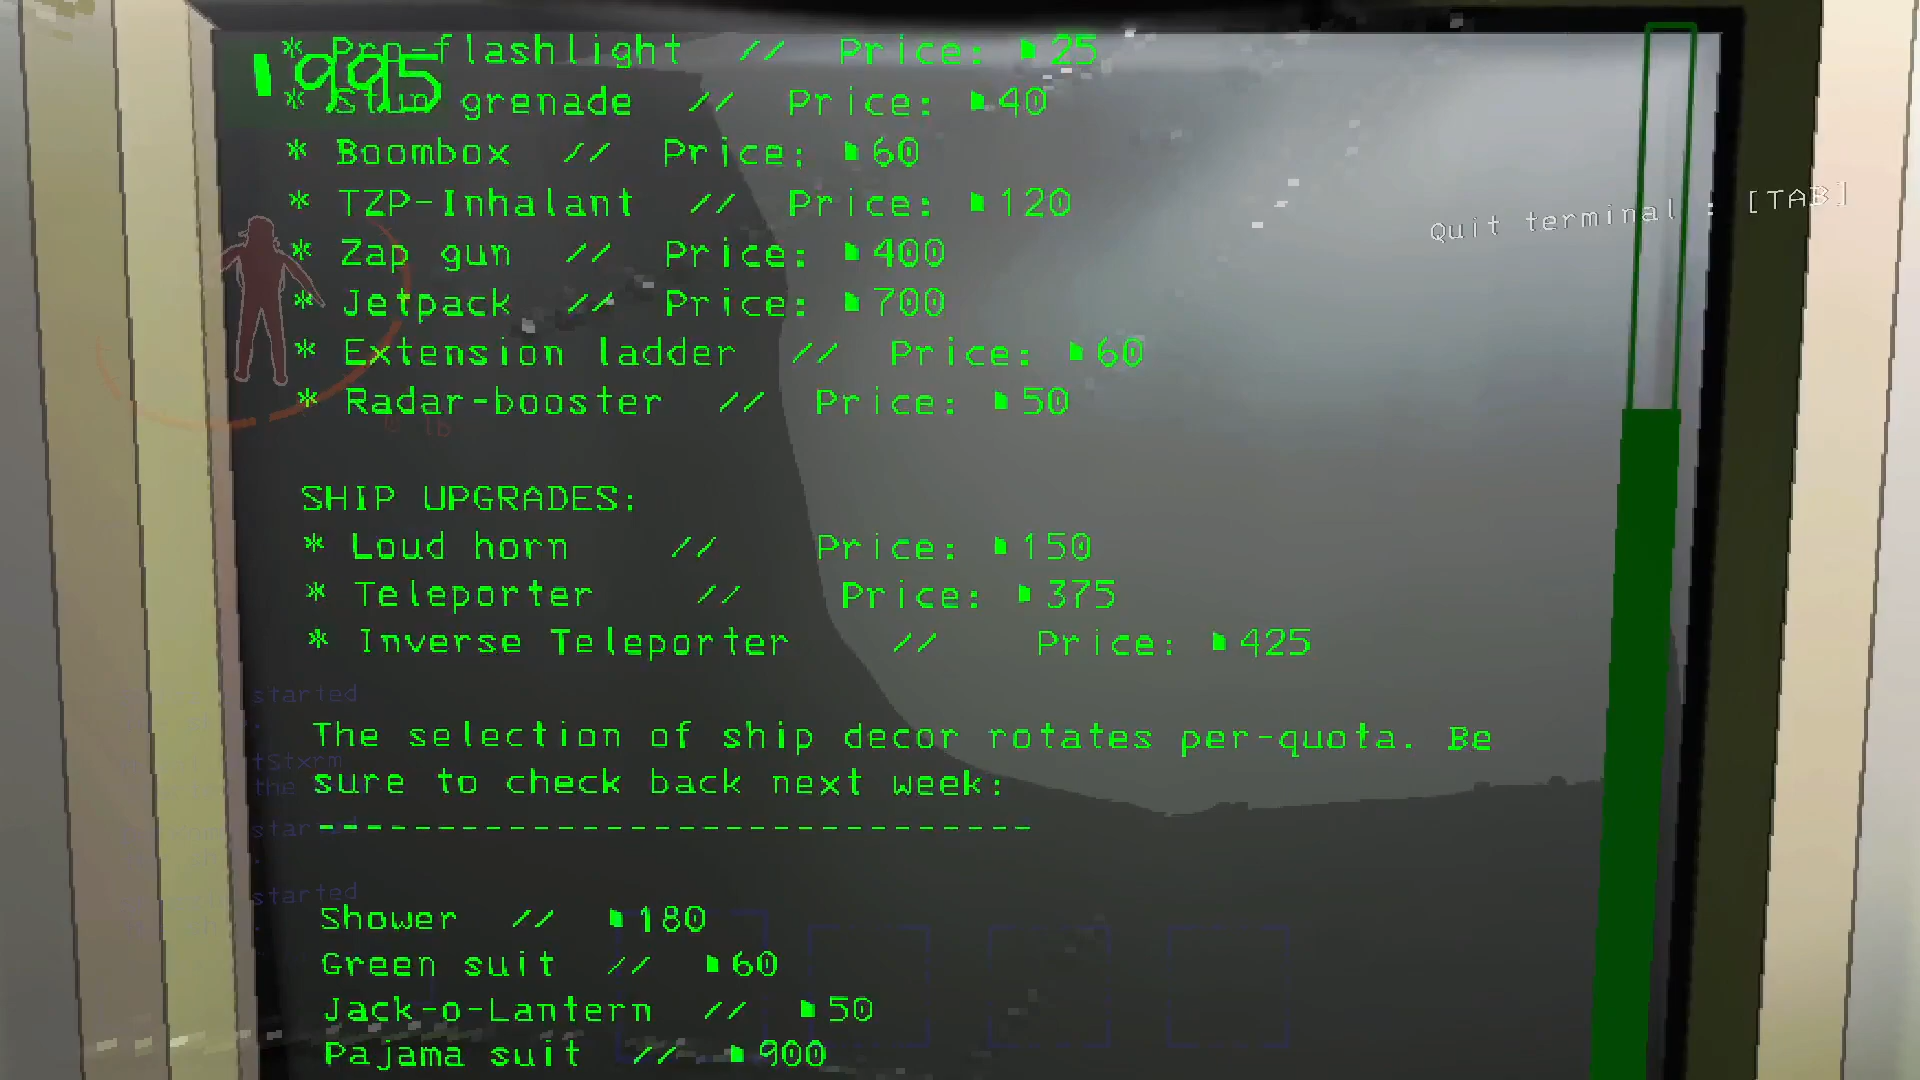 * Pro-flashlight // Price: 25
995
* Stun grenade // Price: 40
* Boombox // Price: 60
* TZP-Inhalant // Price: 120
Quit terminal : [TAB]
* Zap gun // Price: 400
* Jetpack // Price: 700
* Extension ladder // Price: 60
* Radar-booster // Price: 50
lb
SHIP UPGRADES:
* Loud horn // Price: 150
* Teleporter // Price: 375
* Inverse Teleporter // Price: 425
started
The selection of ship decor rotates per-quota. Be
sure to check back next week:
------------------------------
started
Shower // 180
Green suit // 60
Jack-o-Lantern // 50
Pajama suit // 900